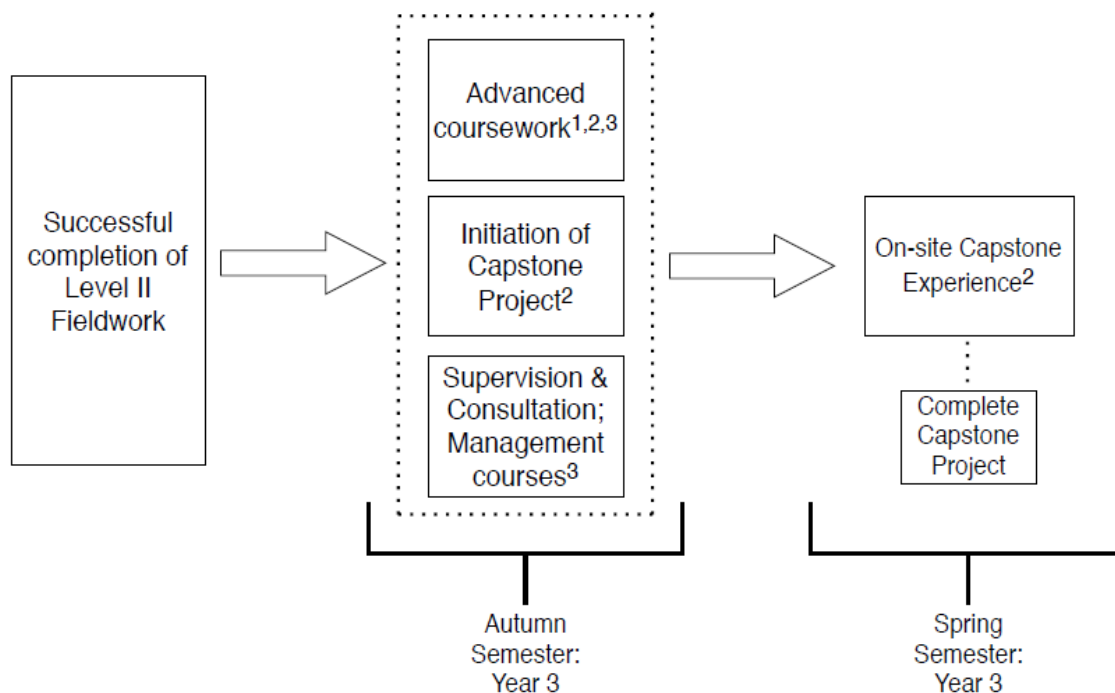 Successful
completion of
Level II
Fieldwork
Advanced
coursework1,2,3
Initiation of
Capstone
Project2
Supervision &
Consultation;
Management
courses3
On-site Capstone
Experience2
Complete
Capstone
Project
Autumn
Semester:
Year 3
Spring
Semester:
Year 3